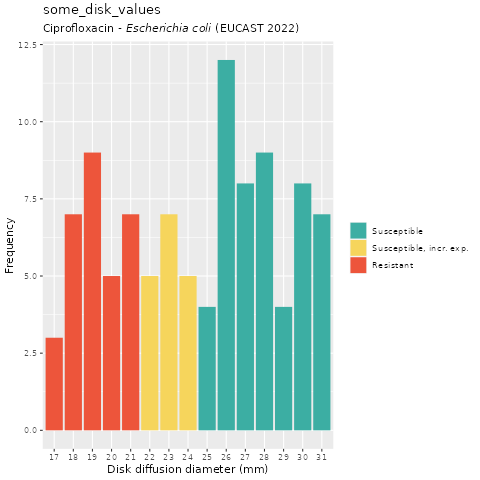 some_disk_values
Ciprofloxacin - Escherichia coli (EUCAST 2022)
Frequency
12.5
10.0
7.5
5.0
2.5
0.0
17 18 19 20 21 22 23 24 25 26 27 28 29 30 31
Disk diffusion diameter (mm)
Susceptible
Susceptible, incr. exp.
Resistant